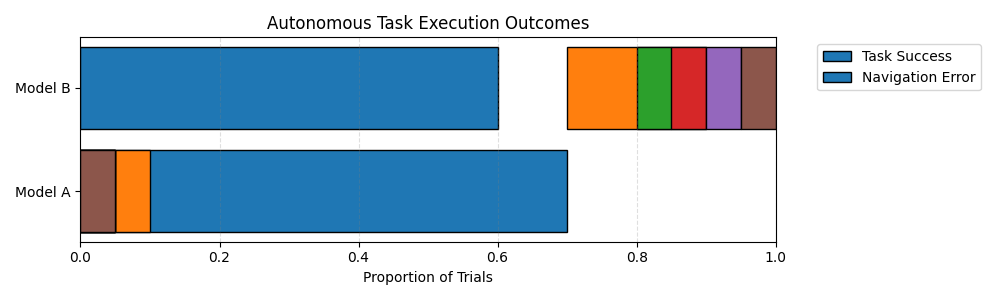 Autonomous Task Execution Outcomes
Model B
Model A
0.0 0.2 0.4 0.6 0.8 1.0
Proportion of Trials
Task Success
Navigation Error